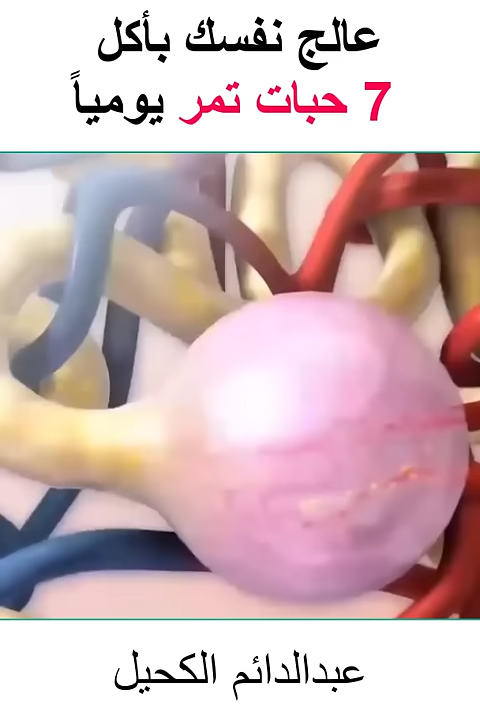 عالج نفسك بأكل
7 حبات تمر يومياً
عبدالدائم الكحيل